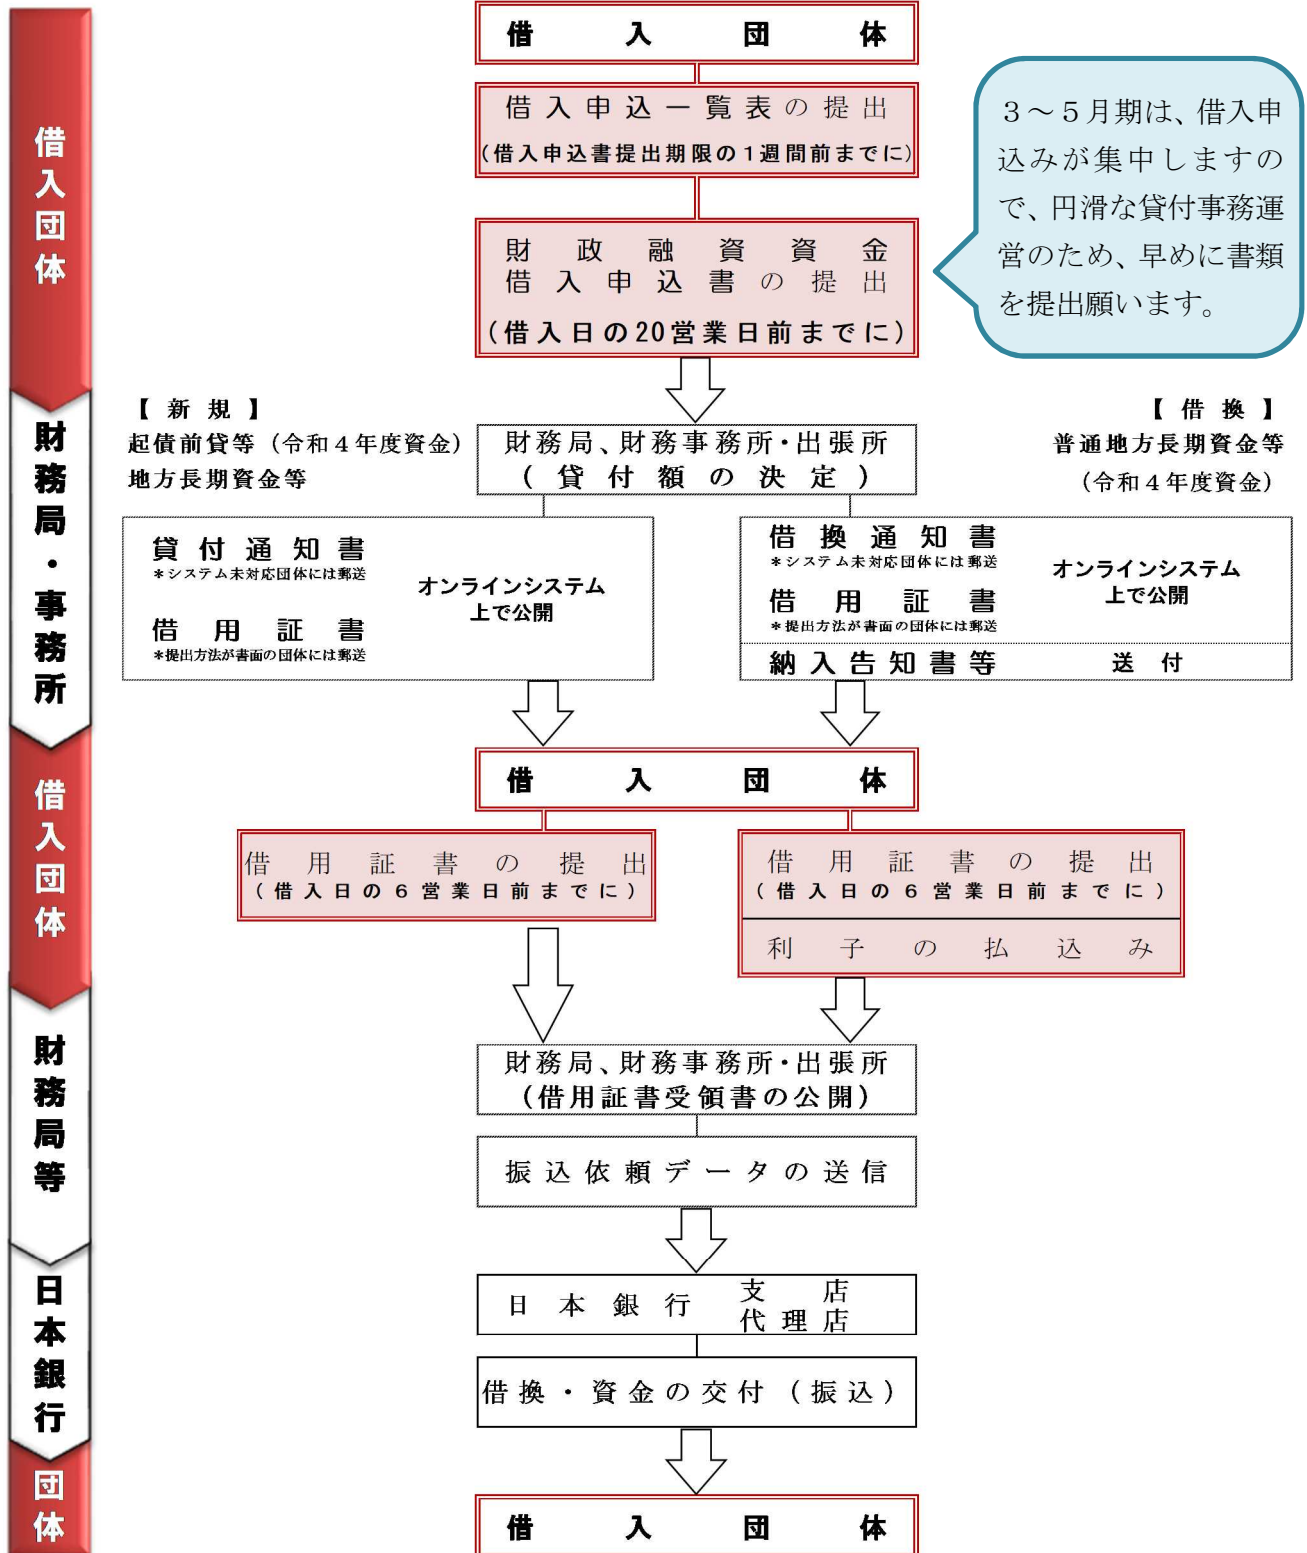 借入団体
財務局・事務所
借入団体
財務局等
日本銀行
団体
借入団体
借入申込一覧表の提出
(借入申込書提出期限の1週間前までに)
財政融資資金
借入申込書の提出
(借入日の20営業日前までに)
3～5月期は、借入申
込みが集中しますの
で、円滑な貸付事務運
営のため、早めに書類
を提出願います。
【新規】
起債前貸等（令和４年度資金）
地方長期資金等
財務局、財務事務所・出張所
(貸付額の決定)
【借換】
普通地方長期資金等
（令和４年度資金）
貸付通知書
*システム未対応団体には郵送
借用証書
*提出方法が書面の団体には郵送
オンラインシステム
上で公開
借換通知書
*システム未対応団体には郵送
借用証書
*提出方法が書面の団体には郵送
オンラインシステム
上で公開
納入告知書等 送付
借入団体
借用証書の提出
(借入日の6営業日前までに)
借用証書の提出
(借入日の6営業日前までに)
利子の払込み
財務局、財務事務所・出張所
(借用証書受領書の公開)
振込依頼データの送信
日本銀行 支店
代理店
借換・資金の交付（振込）
借入団体